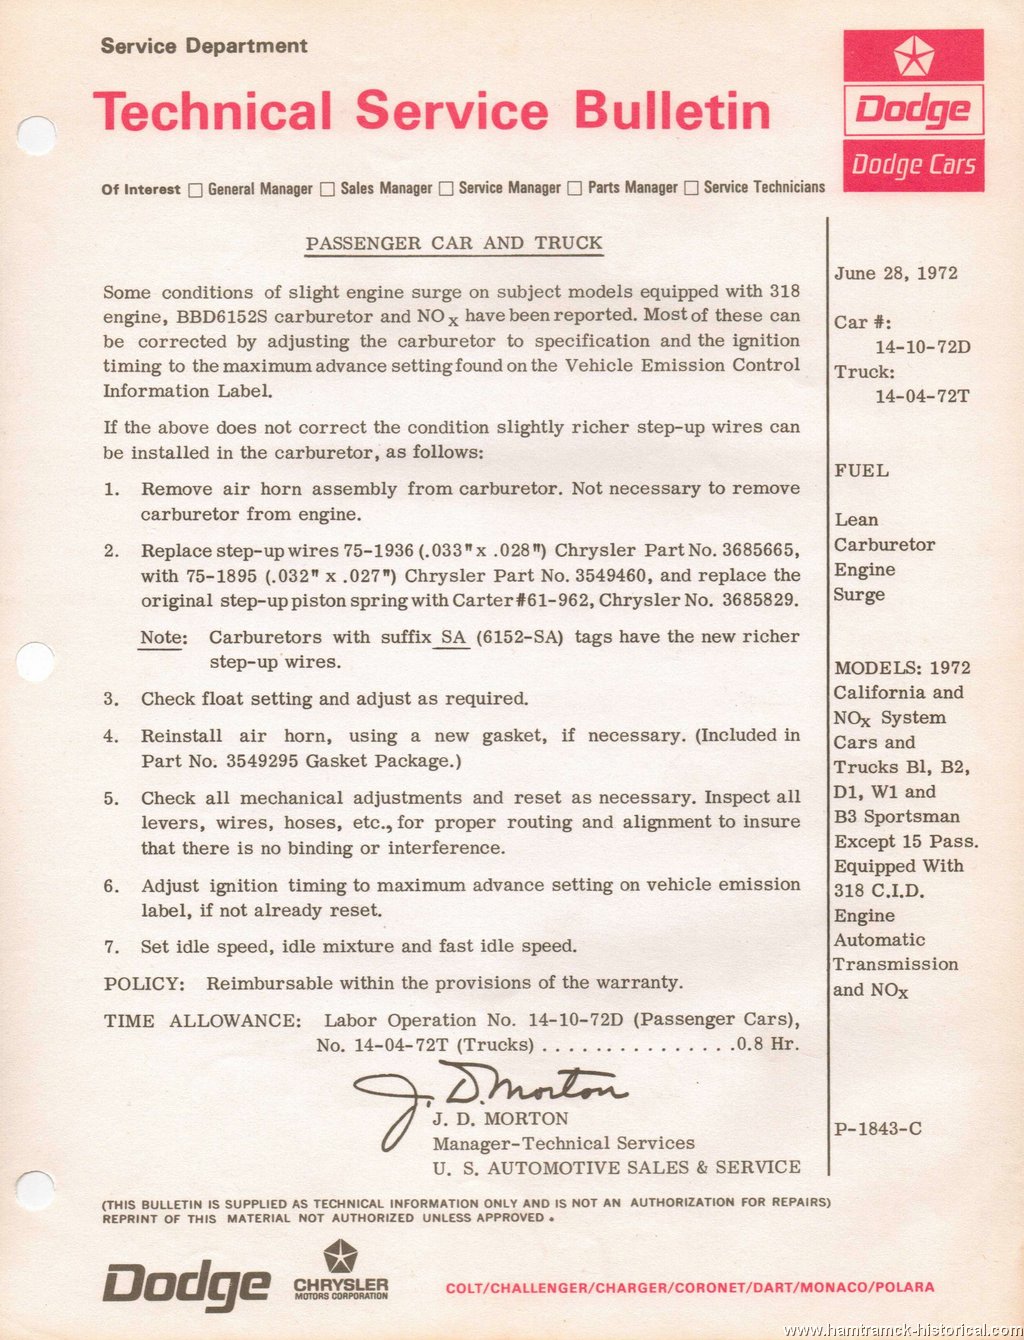 Service Department
Technical Service Bulletin
Dodge
Dodge Cars
Of Interest □ General Manager □ Sales Manager □ Service Manager □ Parts Manager □ Service Technicians
PASSENGER CAR AND TRUCK
Some conditions of slight engine surge on subject models equipped with 318
engine, BBD6152S carburetor and NOx have been reported. Most of these can
be corrected by adjusting the carburetor to specification and the ignition
timing to the maximum advance setting found on the Vehicle Emission Control
Information Label.
If the above does not correct the condition slightly richer step-up wires can
be installed in the carburetor, as follows:
1. Remove air horn assembly from carburetor. Not necessary to remove
carburetor from engine.
2. Replace step-up wires 75-1936 (.033" x .028") Chrysler Part No. 3685665,
with 75-1895 (.032" x .027") Chrysler Part No. 3549460, and replace the
original step-up piston spring with Carter #61-962, Chrysler No. 3685829.
Note: Carburetors with suffix SA (6152-SA) tags have the new richer
step-up wires.
3. Check float setting and adjust as required.
4. Reinstall air horn, using a new gasket, if necessary. (Included in
Part No. 3549295 Gasket Package.)
5. Check all mechanical adjustments and reset as necessary. Inspect all
levers, wires, hoses, etc., for proper routing and alignment to insure
that there is no binding or interference.
6. Adjust ignition timing to maximum advance setting on vehicle emission
label, if not already reset.
7. Set idle speed, idle mixture and fast idle speed.
POLICY: Reimbursable within the provisions of the warranty.
TIME ALLOWANCE: Labor Operation No. 14-10-72D (Passenger Cars),
No. 14-04-72T (Trucks) . . . . . . . . . . . . . . . .0.8 Hr.
J. D. Morton
J. D. MORTON
Manager-Technical Services
U. S. AUTOMOTIVE SALES & SERVICE
June 28, 1972
Car #:
14-10-72D
Truck:
14-04-72T
FUEL
Lean
Carburetor
Engine
Surge
MODELS: 1972
California and
NOx System
Cars and
Trucks B1, B2,
D1, W1 and
B3 Sportsman
Except 15 Pass.
Equipped With
318 C.I.D.
Engine
Automatic
Transmission
and NOx
P-1843-C
(THIS BULLETIN IS SUPPLIED AS TECHNICAL INFORMATION ONLY AND IS NOT AN AUTHORIZATION FOR REPAIRS)
REPRINT OF THIS MATERIAL NOT AUTHORIZED UNLESS APPROVED .
Dodge
CHRYSLER
MOTORS CORPORATION
COLT/CHALLENGER/CHARGER/CORONET/DART/MONACO/POLARA
www.hamtramck-historical.com